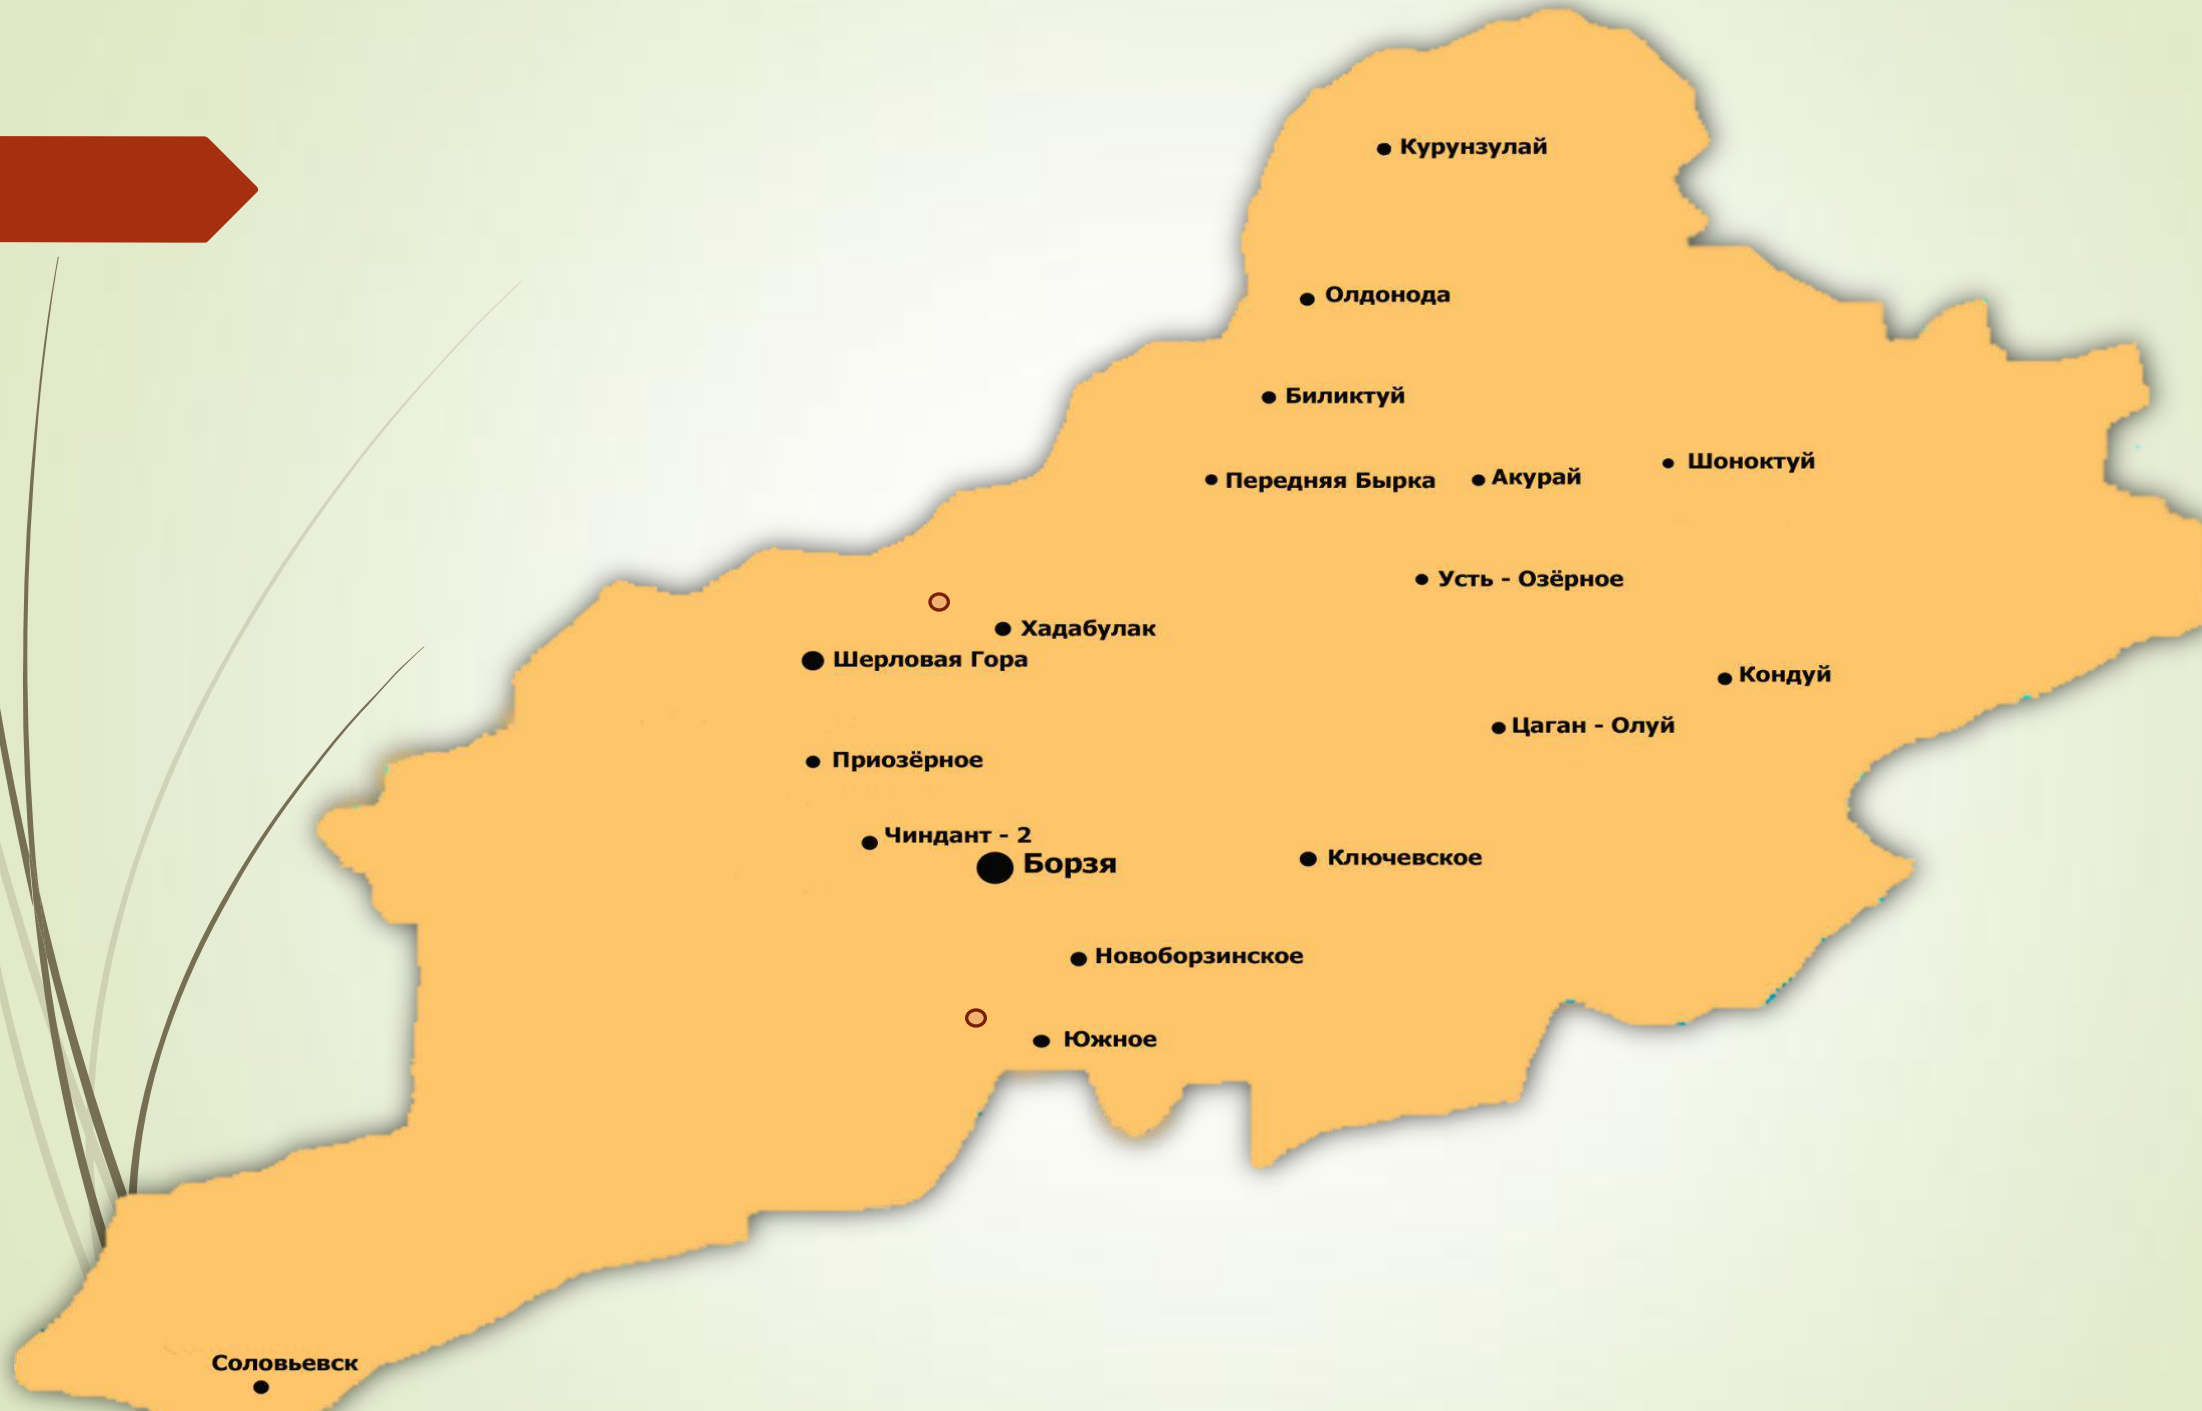 Курунзулай
Олдонода
Биликтуй
Шоноктуй
Передняя Бырка
Акурай
Усть - Озёрное
Хадабулак
Шерловая Гора
Кондуй
Цаган - Олуй
Приозёрное
Чиндант - 2
Борзя
Ключевское
Новоборзинское
Южное
Соловьевск